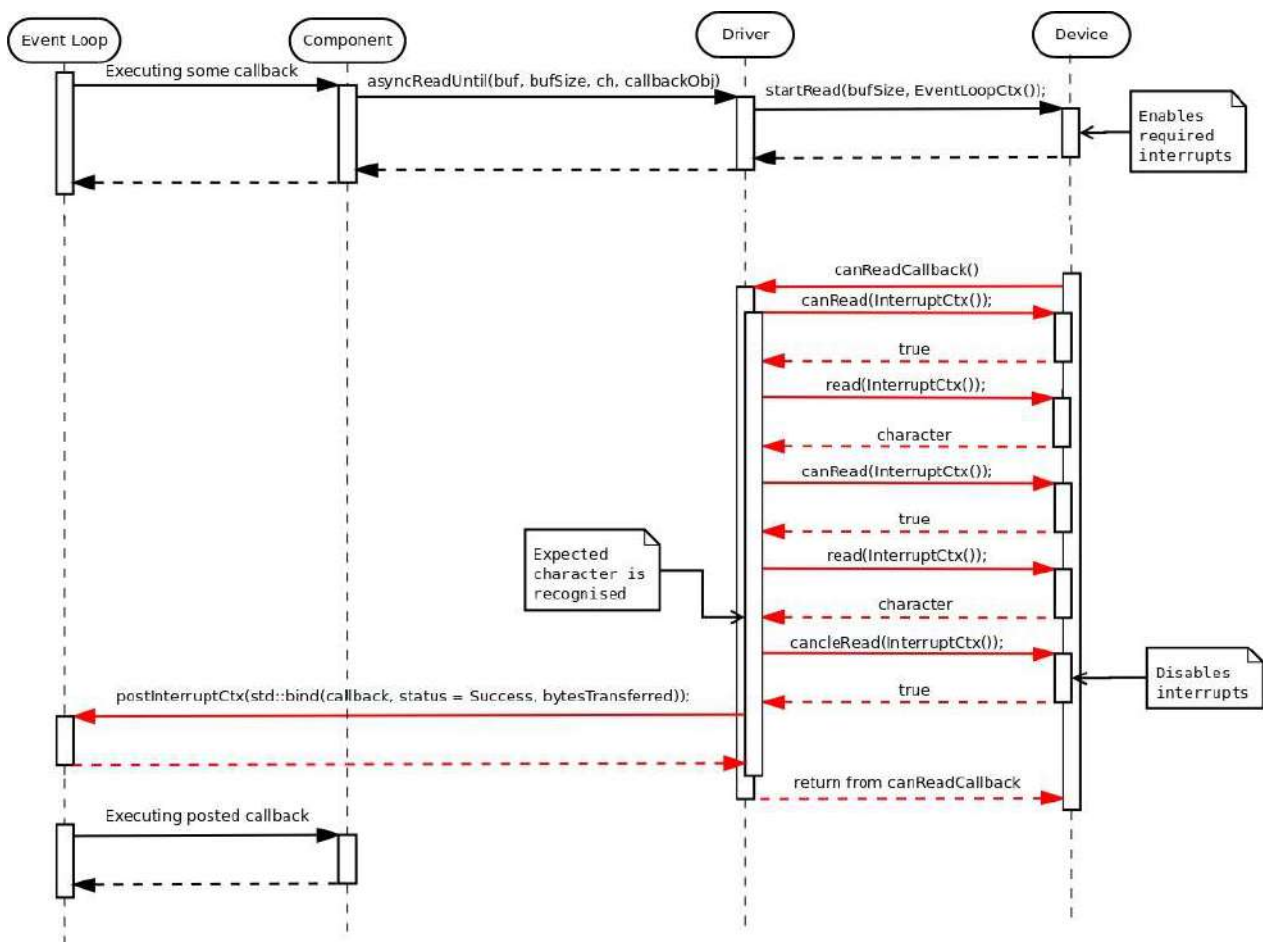 Event Loop
Component
Driver
Device
Executing some callback
asyncReadUntil(buf, bufSize, ch, callbackObj)
startRead(bufSize, EventLoopCtx());
Enables
required
interrupts
canReadCallback()
canRead(InterruptCtx());
true
read(InterruptCtx());
character
canRead(InterruptCtx());
true
Expected
character is
recognised
read(InterruptCtx());
character
cancleRead(InterruptCtx());
Disables
interrupts
true
postInterruptCtx(std::bind(callback, status = Success, bytesTransferred));
return from canReadCallback
Executing posted callback